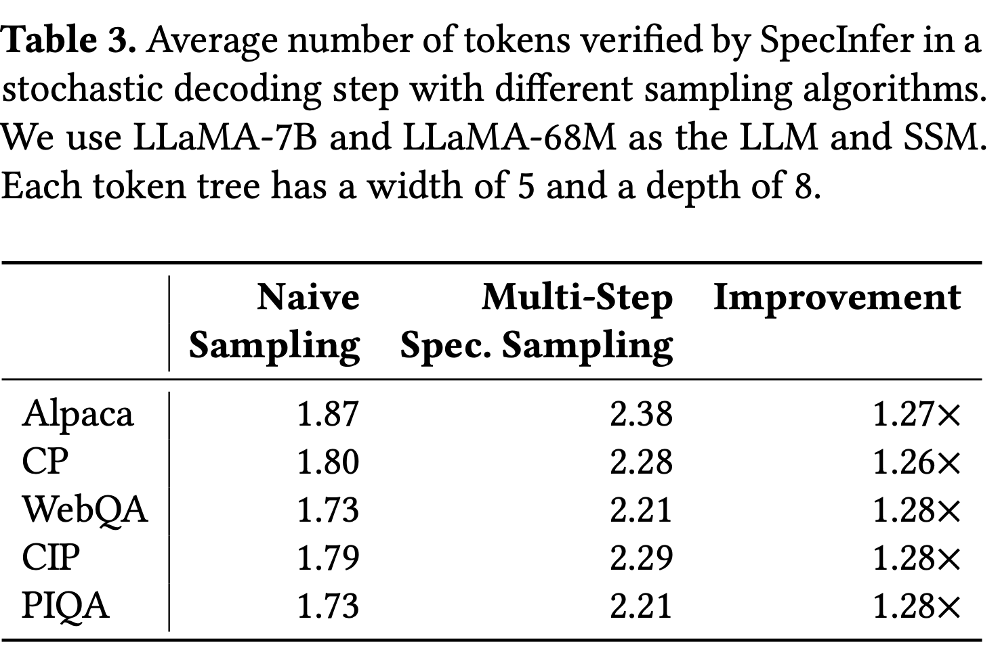 Table 3. Average number of tokens verified by SpecInfer in a
stochastic decoding step with different sampling algorithms.
We use LLaMA-7B and LLaMA-68M as the LLM and SSM.
Each token tree has a width of 5 and a depth of 8.
Naive Multi-Step Improvement
Sampling Spec. Sampling
Alpaca 1.87 2.38 1.27×
CP 1.80 2.28 1.26×
WebQA 1.73 2.21 1.28×
CIP 1.79 2.29 1.28×
PIQA 1.73 2.21 1.28×